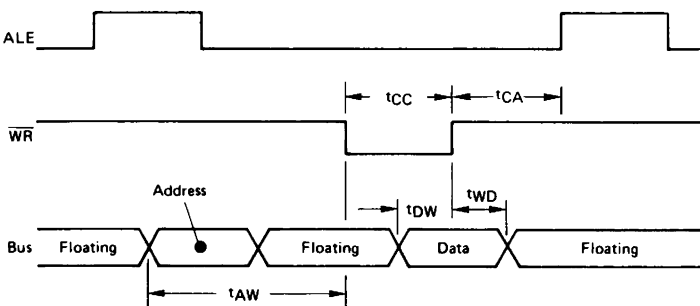 ALE
tCC
tCA
WR
Address
tDW
tWD
Bus
Floating
Floating
Data
Floating
tAW